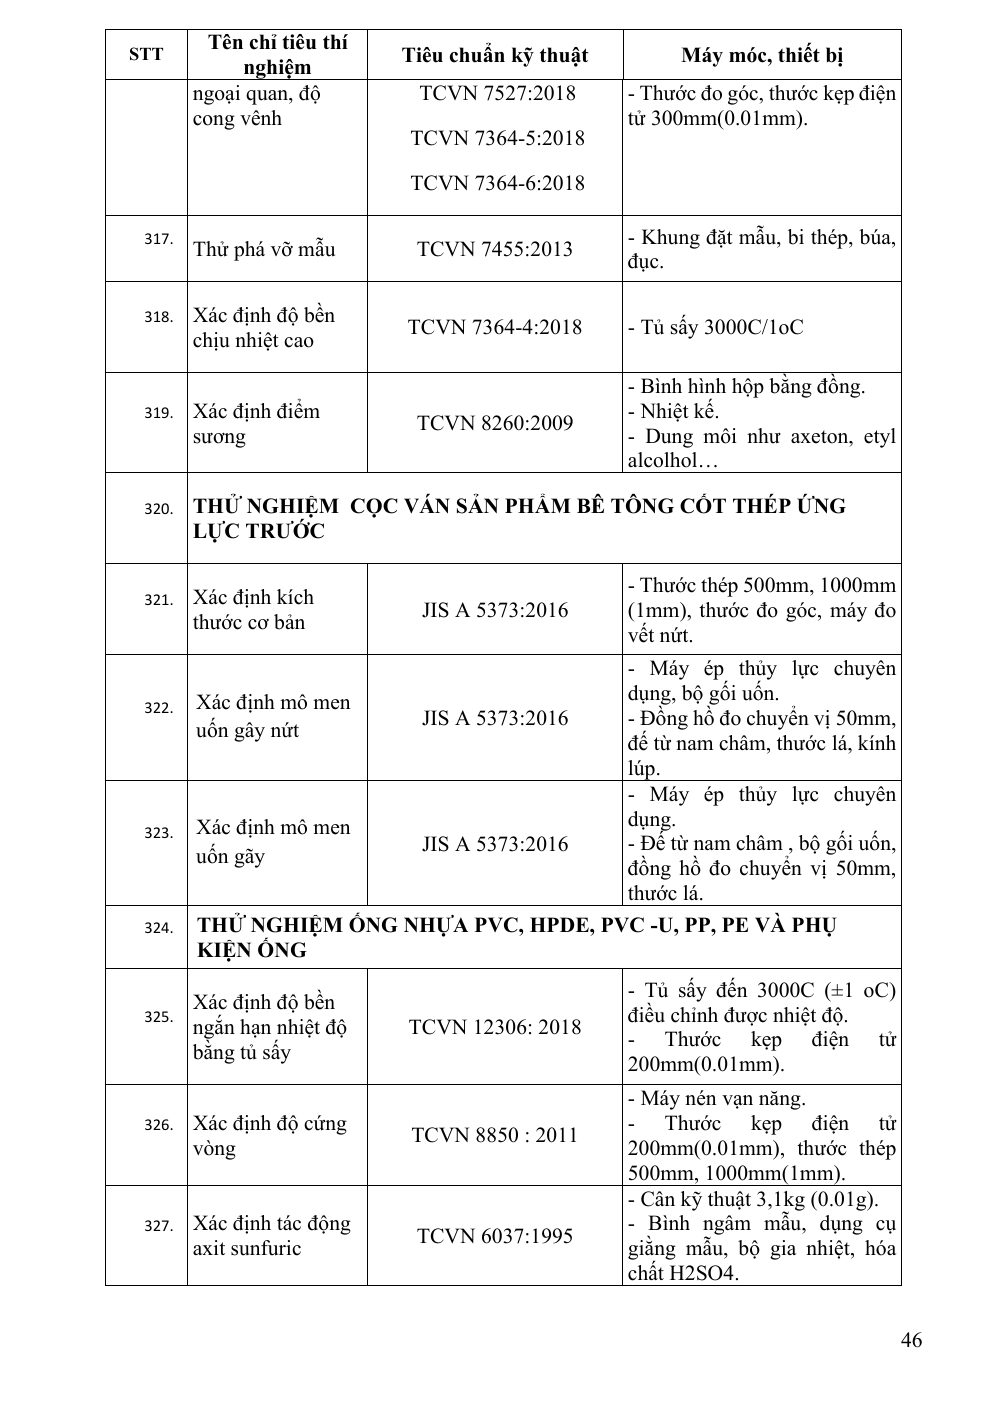 STT
Tên chỉ tiêu thí
nghiệm
Tiêu chuẩn kỹ thuật
Máy móc, thiết bị
ngoại quan, độ
cong vênh
TCVN 7527:2018
TCVN 7364-5:2018
TCVN 7364-6:2018
- Thước đo góc, thước kẹp điện
tử 300mm(0.01mm).
317.
Thử phá vỡ mẫu
TCVN 7455:2013
- Khung đặt mẫu, bi thép, búa,
đục.
318.
Xác định độ bền
chịu nhiệt cao
TCVN 7364-4:2018
- Tủ sấy 3000C/1oC
319.
Xác định điểm
sương
TCVN 8260:2009
- Bình hình hộp bằng đồng.
- Nhiệt kế.
- Dung môi như axeton, etyl
alcolhol…
320.
THỬ NGHIỆM  CỌC VÁN SẢN PHẨM BÊ TÔNG CỐT THÉP ỨNG
LỰC TRƯỚC
321.
Xác định kích
thước cơ bản
JIS A 5373:2016
- Thước thép 500mm, 1000mm
(1mm), thước đo góc, máy đo
vết nứt.
322.
Xác định mô men
uốn gây nứt
JIS A 5373:2016
- Máy ép thủy lực chuyên
dụng, bộ gối uốn.
- Đồng hồ đo chuyển vị 50mm,
đế từ nam châm, thước lá, kính
lúp.
323.
Xác định mô men
uốn gãy
JIS A 5373:2016
- Máy ép thủy lực chuyên
dụng.
- Đế từ nam châm , bộ gối uốn,
đồng hồ đo chuyển vị 50mm,
thước lá.
324.
THỬ NGHIỆM ỐNG NHỰA PVC, HPDE, PVC -U, PP, PE VÀ PHỤ
KIỆN ỐNG
325.
Xác định độ bền
ngắn hạn nhiệt độ
bằng tủ sấy
TCVN 12306: 2018
- Tủ sấy đến 3000C (±1 oC)
điều chỉnh được nhiệt độ.
- Thước kẹp điện tử
200mm(0.01mm).
326.
Xác định độ cứng
vòng
TCVN 8850 : 2011
- Máy nén vạn năng.
- Thước kẹp điện tử
200mm(0.01mm), thước thép
500mm, 1000mm(1mm).
327.
Xác định tác động
axit sunfuric
TCVN 6037:1995
- Cân kỹ thuật 3,1kg (0.01g).
- Bình ngâm mẫu, dụng cụ
giằng mẫu, bộ gia nhiệt, hóa
chất H2SO4.
46